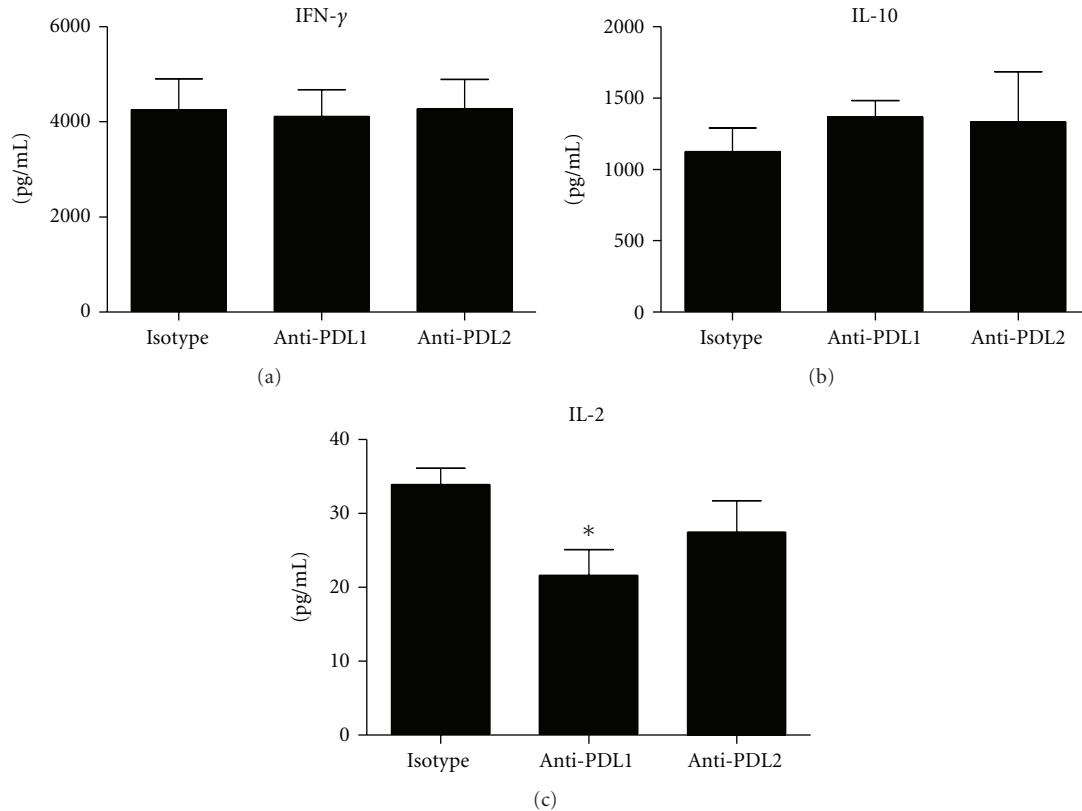 IFN-γ
6000
4000
2000
0
(pg/mL)
Isotype Anti-PDL1 Anti-PDL2
(a)
IL-10
2000
1500
1000
500
0
(pg/mL)
Isotype Anti-PDL1 Anti-PDL2
(b)
IL-2
40
30
20
10
0
(pg/mL)
*
Isotype Anti-PDL1 Anti-PDL2
(c)